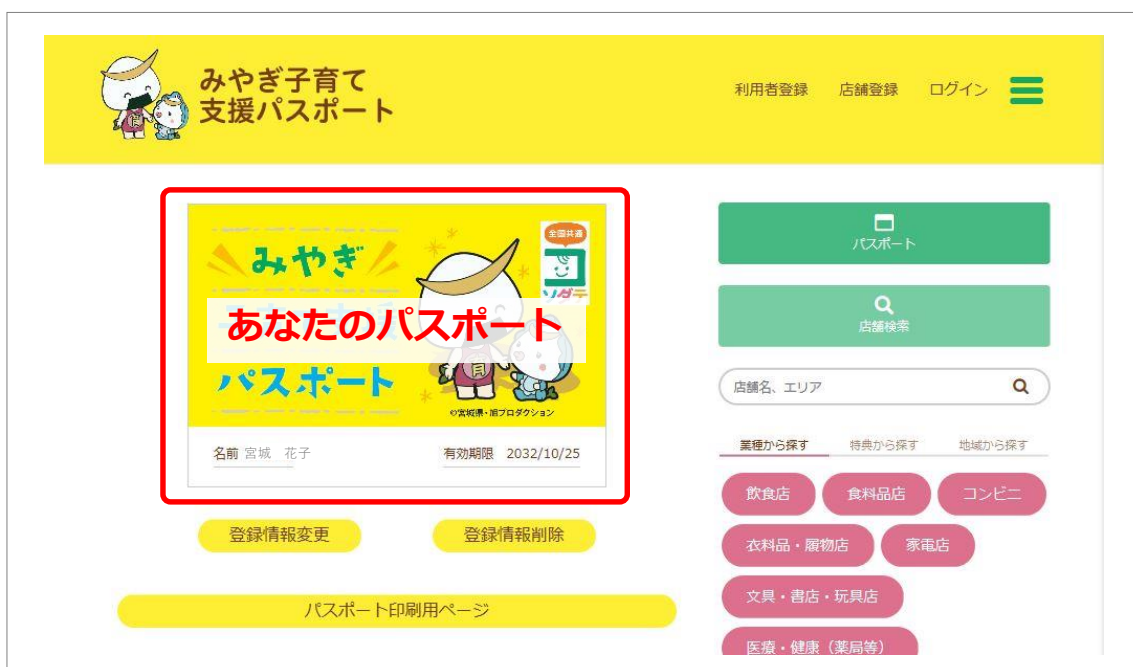 みやぎ子育て
支援パスポート
利用者登録 店舗登録 ログイン
みやぎ
全国共通
ソダテ
あなたのパスポート
パスポート
©宮城県・旭プロダクション
名前 宮城 花子 有効期限 2032/10/25
登録情報変更 登録情報削除
パスポート印刷用ページ
パスポート
店舗検索
店舗名、エリア
業種から探す 特典から探す 地域から探す
飲食店 食料品店 コンビニ
衣料品・履物店 家電店
文具・書店・玩具店
医療・健康(薬局等)